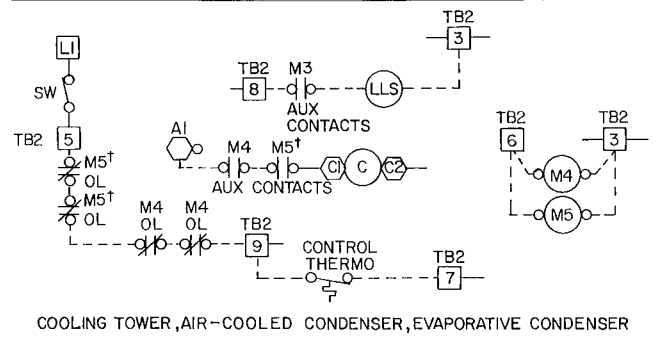 L1
SW
TB2 5
M5†
OL
M5†
OL
M4 M4
OL OL
TB2
9
CONTROL
THERMO
TB2
7
TB2
8
M3
AUX
CONTACTS
LLS
TB2
3
A1
M4 M5†
AUX CONTACTS
C1 C C2
TB2 TB2
6 3
M4
M5
COOLING TOWER, AIR-COOLED CONDENSER, EVAPORATIVE CONDENSER